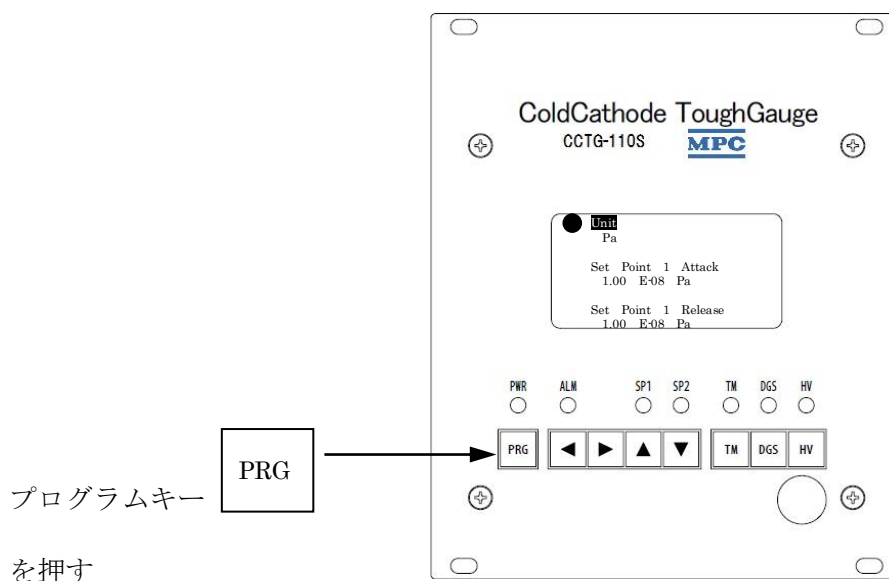 ColdCathode ToughGauge
CCTG-110S MPC
Unit
Pa
Set Point 1 Attack
1.00 E-08 Pa
Set Point 1 Release
1.00 E-08 Pa
PWR ALM SP1 SP2 TM DGS HV
PRG ◀ ▶ ▲ ▼ TM DGS HV
プログラムキー PRG
を押す